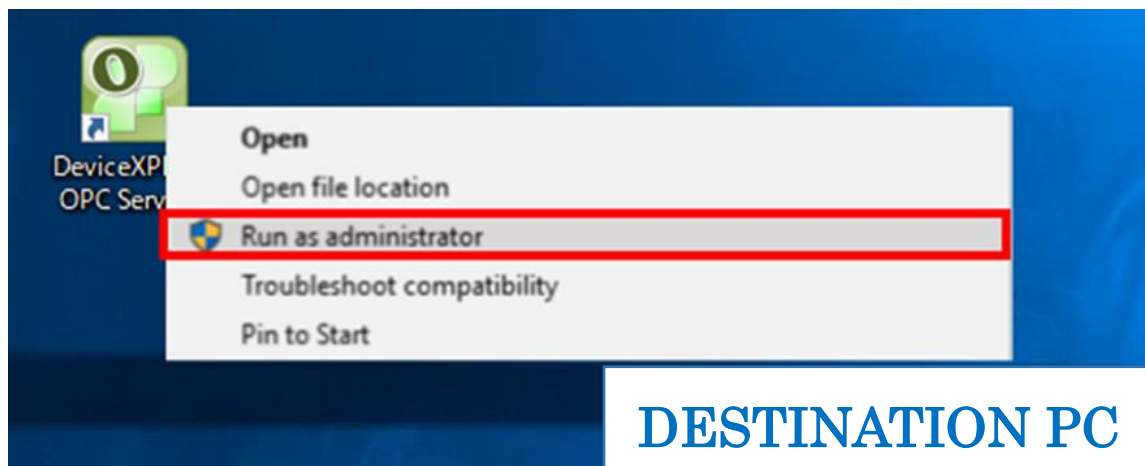 DeviceXPl
OPC Serv
Open
Open file location
Run as administrator
Troubleshoot compatibility
Pin to Start
DESTINATION PC